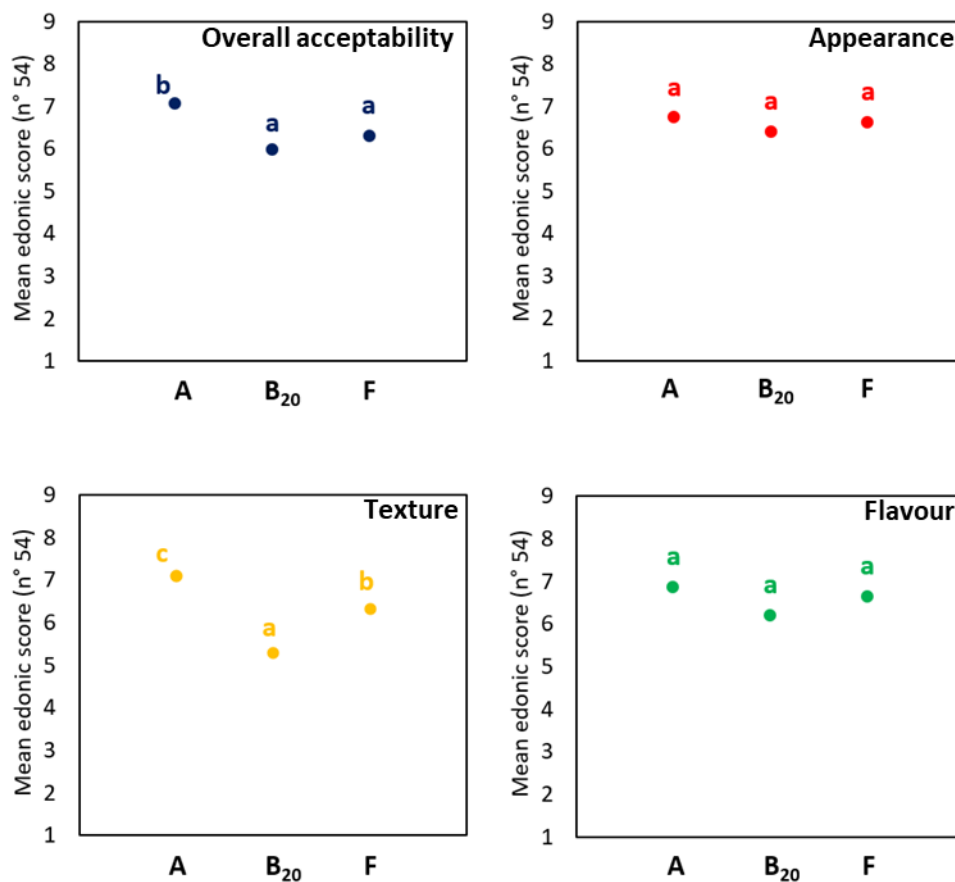 Overall acceptability
Mean edonic score (n° 54)
9
8
7
6
5
4
3
2
1
b
a
a
A
B₂₀
F
Appearance
Mean edonic score (n° 54)
9
8
7
6
5
4
3
2
1
a
a
a
A
B₂₀
F
Texture
Mean edonic score (n° 54)
9
8
7
6
5
4
3
2
1
c
a
b
A
B₂₀
F
Flavour
Mean edonic score (n° 54)
9
8
7
6
5
4
3
2
1
a
a
a
A
B₂₀
F